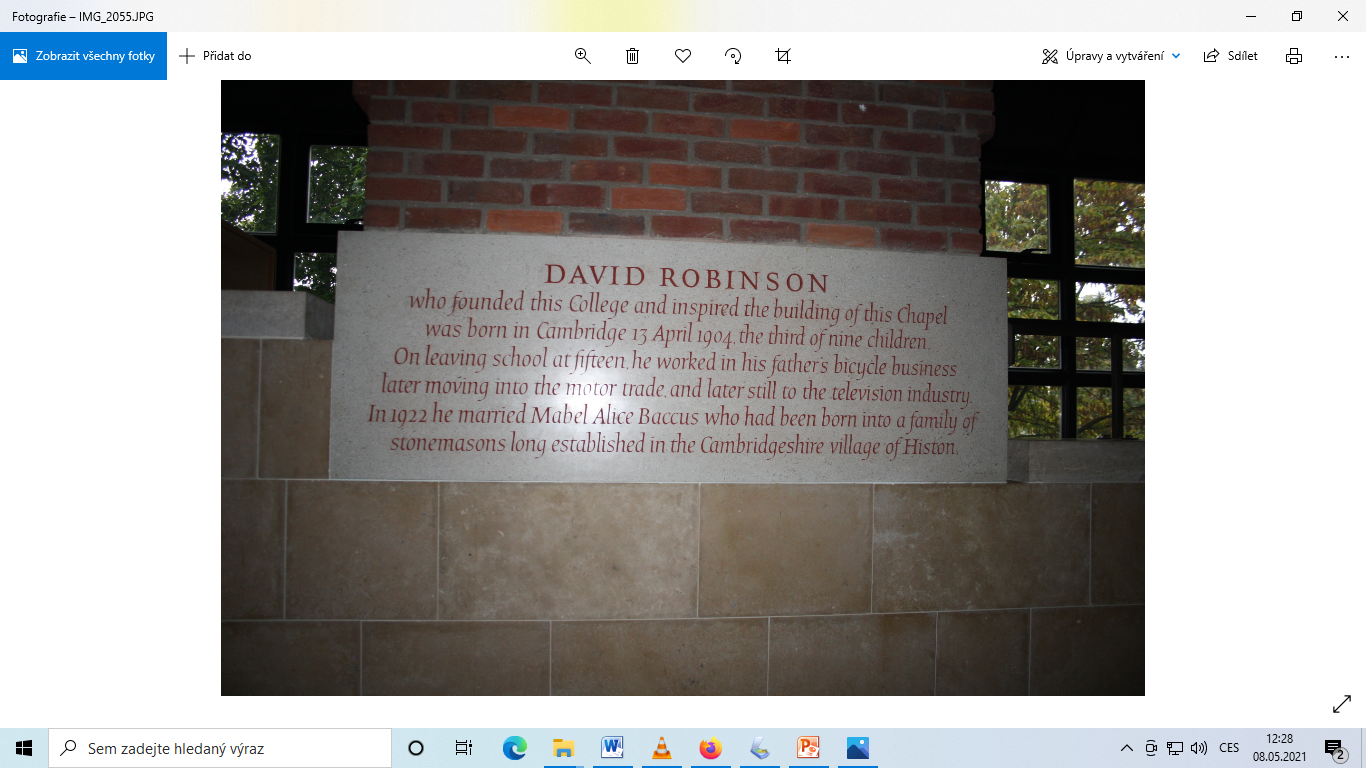 Fotografie – IMG_2055.JPG
Zobrazit všechny fotky
Přidat do
Úpravy a vytváření
Sdílet
DAVID ROBINSON
who founded this College and inspired the building of this Chapel
was born in Cambridge 13 April 1904, the third of nine children.
On leaving school at fifteen, he worked in his father's bicycle business
later moving into the motor trade, and later still to the television industry.
In 1922 he married Mabel Alice Baccus who had been born into a family of
stonemasons long established in the Cambridgeshire village of Histon.
Sem zadejte hledaný výraz
CES
12:28
08.05.2021
2